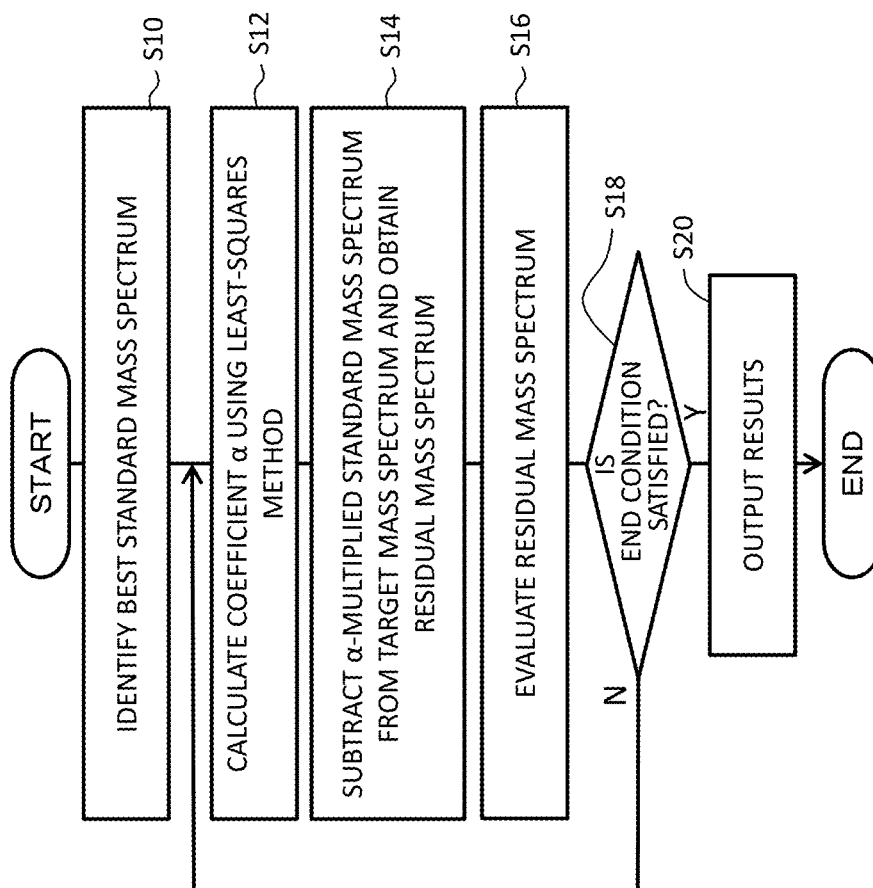 START
IDENTIFY BEST STANDARD MASS SPECTRUM
S10
CALCULATE COEFFICIENT α USING LEAST-SQUARES
METHOD
S12
SUBTRACT α-MULTIPLIED STANDARD MASS SPECTRUM
FROM TARGET MASS SPECTRUM AND OBTAIN
RESIDUAL MASS SPECTRUM
S14
EVALUATE RESIDUAL MASS SPECTRUM
S16
IS
END CONDITION
SATISFIED?
S18
N
Y
OUTPUT RESULTS
S20
END